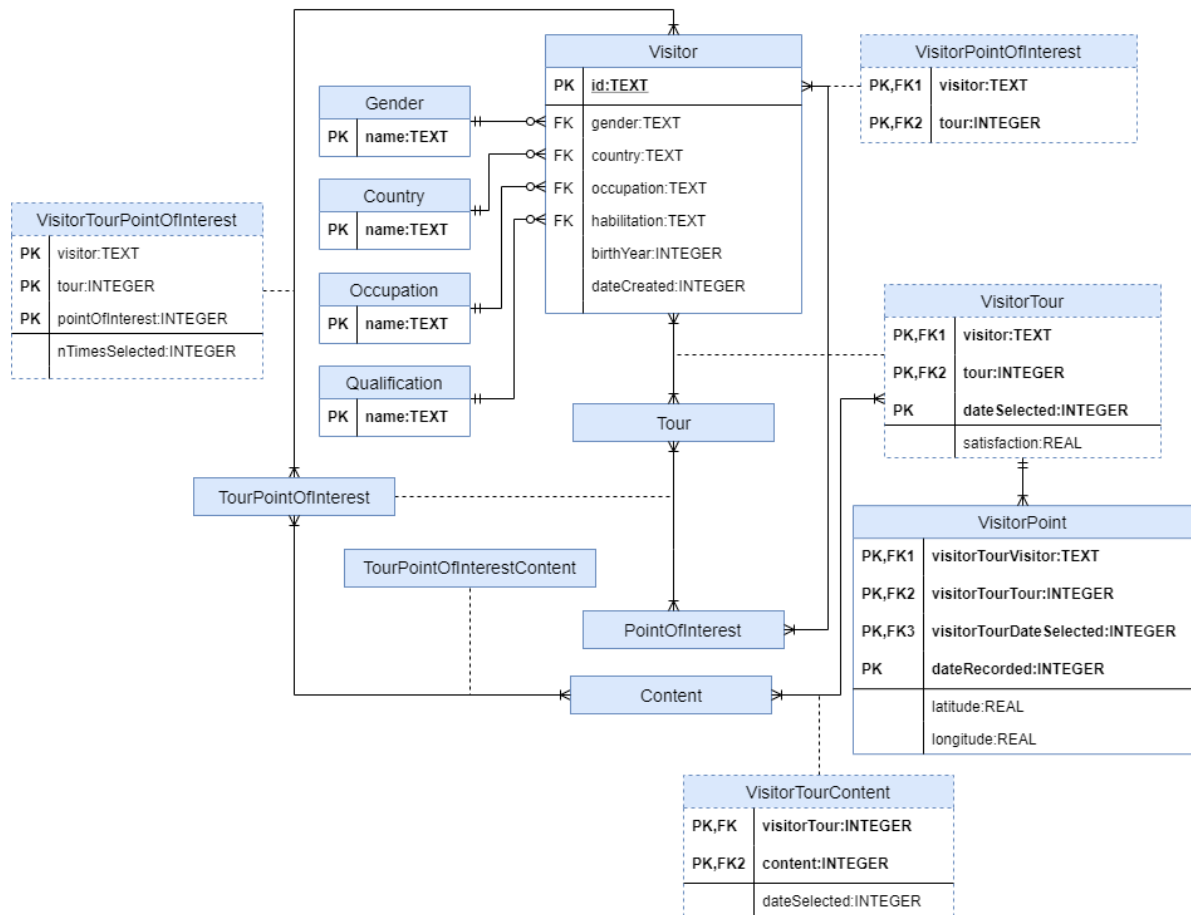 Visitor
PK id:TEXT
FK gender:TEXT
FK country:TEXT
FK occupation:TEXT
FK habilitation:TEXT
birthYear:INTEGER
dateCreated:INTEGER
VisitorPointOfInterest
PK,FK1 visitor:TEXT
PK,FK2 tour:INTEGER
Gender
PK name:TEXT
Country
PK name:TEXT
Occupation
PK name:TEXT
Qualification
PK name:TEXT
VisitorTourPointOfInterest
PK visitor:TEXT
PK tour:INTEGER
PK pointOfInterest:INTEGER
nTimesSelected:INTEGER
VisitorTour
PK,FK1 visitor:TEXT
PK,FK2 tour:INTEGER
PK dateSelected:INTEGER
satisfaction:REAL
Tour
TourPointOfInterest
TourPointOfInterestContent
PointOfInterest
Content
VisitorPoint
PK,FK1 visitorTourVisitor:TEXT
PK,FK2 visitorTourTour:INTEGER
PK,FK3 visitorTourDateSelected:INTEGER
PK dateRecorded:INTEGER
latitude:REAL
longitude:REAL
VisitorTourContent
PK,FK visitorTour:INTEGER
PK,FK2 content:INTEGER
dateSelected:INTEGER